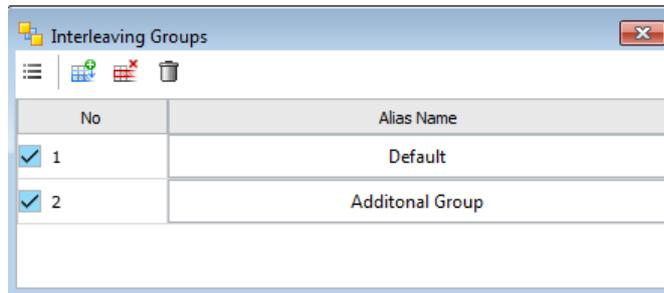 Interleaving Groups
No Alias Name
1 Default
2 Additonal Group